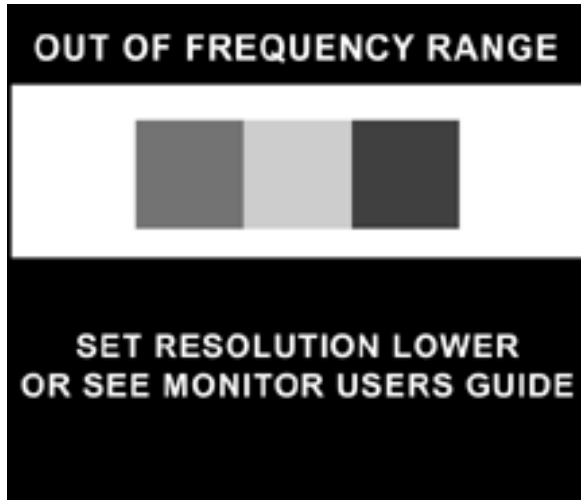 OUT OF FREQUENCY RANGE
SET RESOLUTION LOWER
OR SEE MONITOR USERS GUIDE